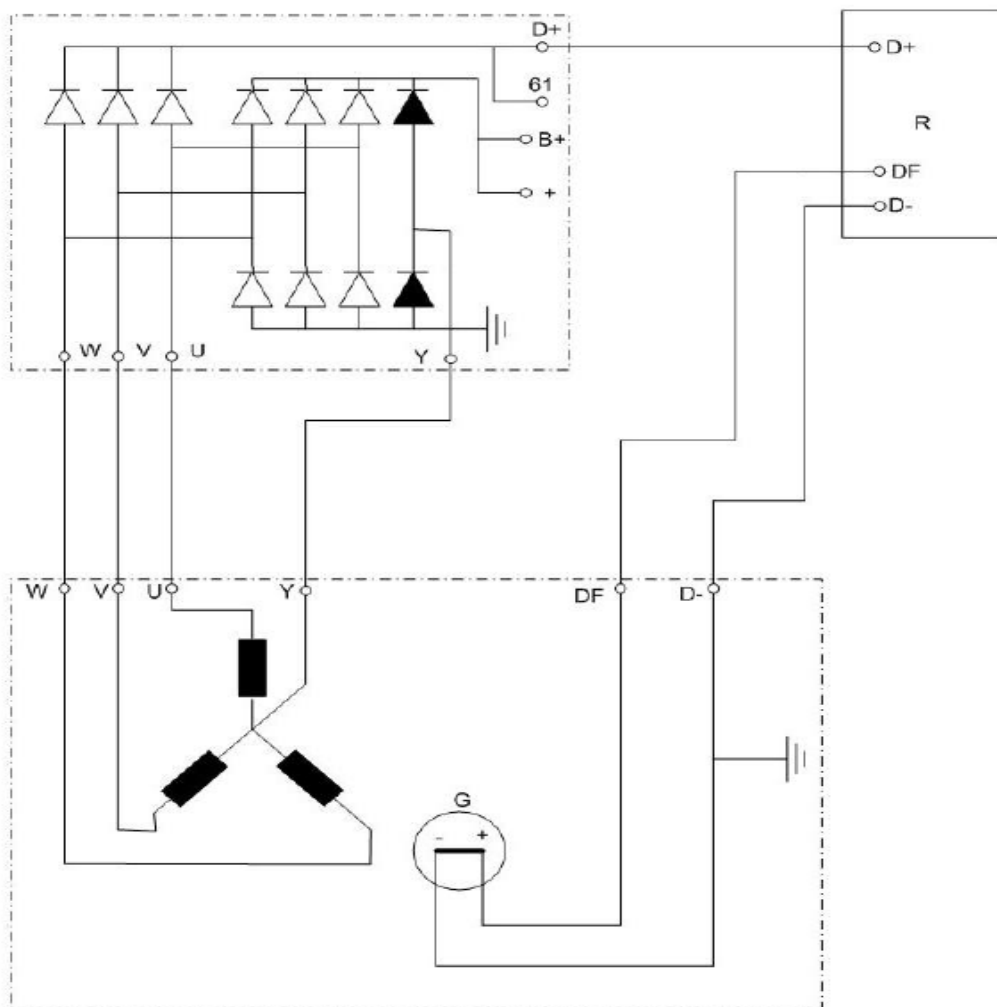 D+
D+
61
R
B+
DF
+
D-
W V U Y
W V U Y DF D-
G
- +